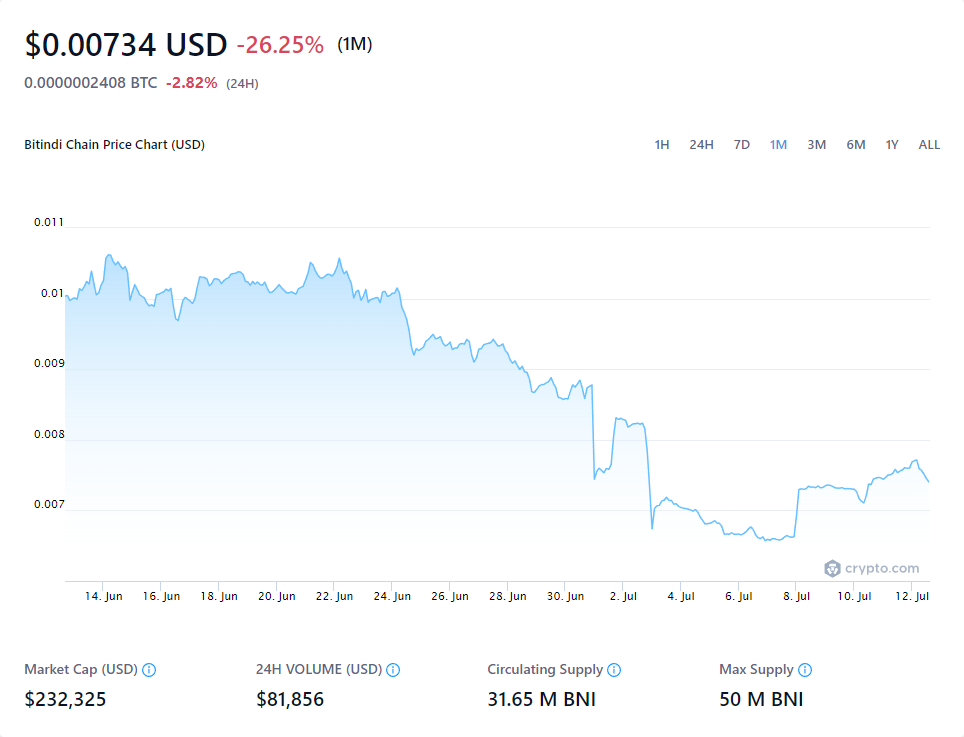 $0.00734 USD -26.25% (1M)
0.0000002408 BTC -2.82% (24H)
Bitindi Chain Price Chart (USD) 1H 24H 7D 1M 3M 6M 1Y ALL
0.011
0.01
0.009
0.008
0.007
crypto.com
14. Jun 16. Jun 18. Jun 20. Jun 22. Jun 24. Jun 26. Jun 28. Jun 30. Jun 2. Jul 4. Jul 6. Jul 8. Jul 10. Jul 12. Jul
Market Cap (USD) 24H VOLUME (USD) Circulating Supply Max Supply
$232,325 $81,856 31.65 M BNI 50 M BNI